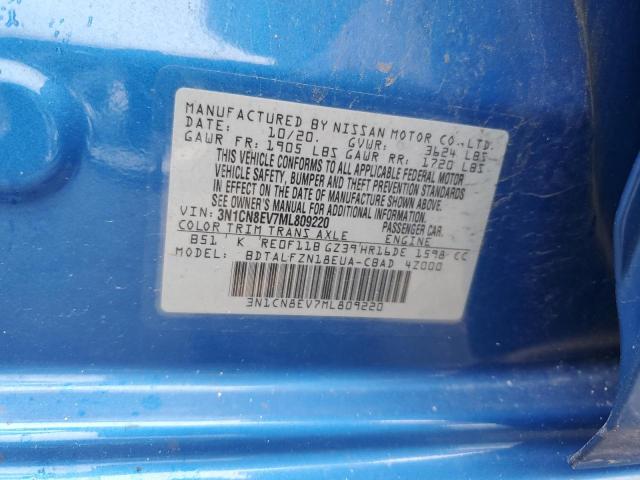 MANUFACTURED BY NISSAN MOTOR CO., LTD.
DATE: 10/20 GVWR: 3624 LBS
GAWR FR: 1905 LBS GAWR RR: 1720 LBS
THIS VEHICLE CONFORMS TO ALL APPLICABLE FEDERAL MOTOR
VEHICLE SAFETY, BUMPER AND THEFT PREVENTION STANDARDS
IN EFFECT ON THE DATE OF MANUFACTURE SHOWN ABOVE.
SEE OWNER'S MANUAL FOR ADDITIONAL INFORMATION.
VIN: 3N1CN8EV7ML809220 PASSENGER CAR
COLOR TRIM TRANS AXLE ENGINE
B51 K RE0F11B GZ39 HR16DE 1598 CC
MODEL: BDTALFZN18EUA-CBAD 4Z000
3N1CN8EV7ML809220